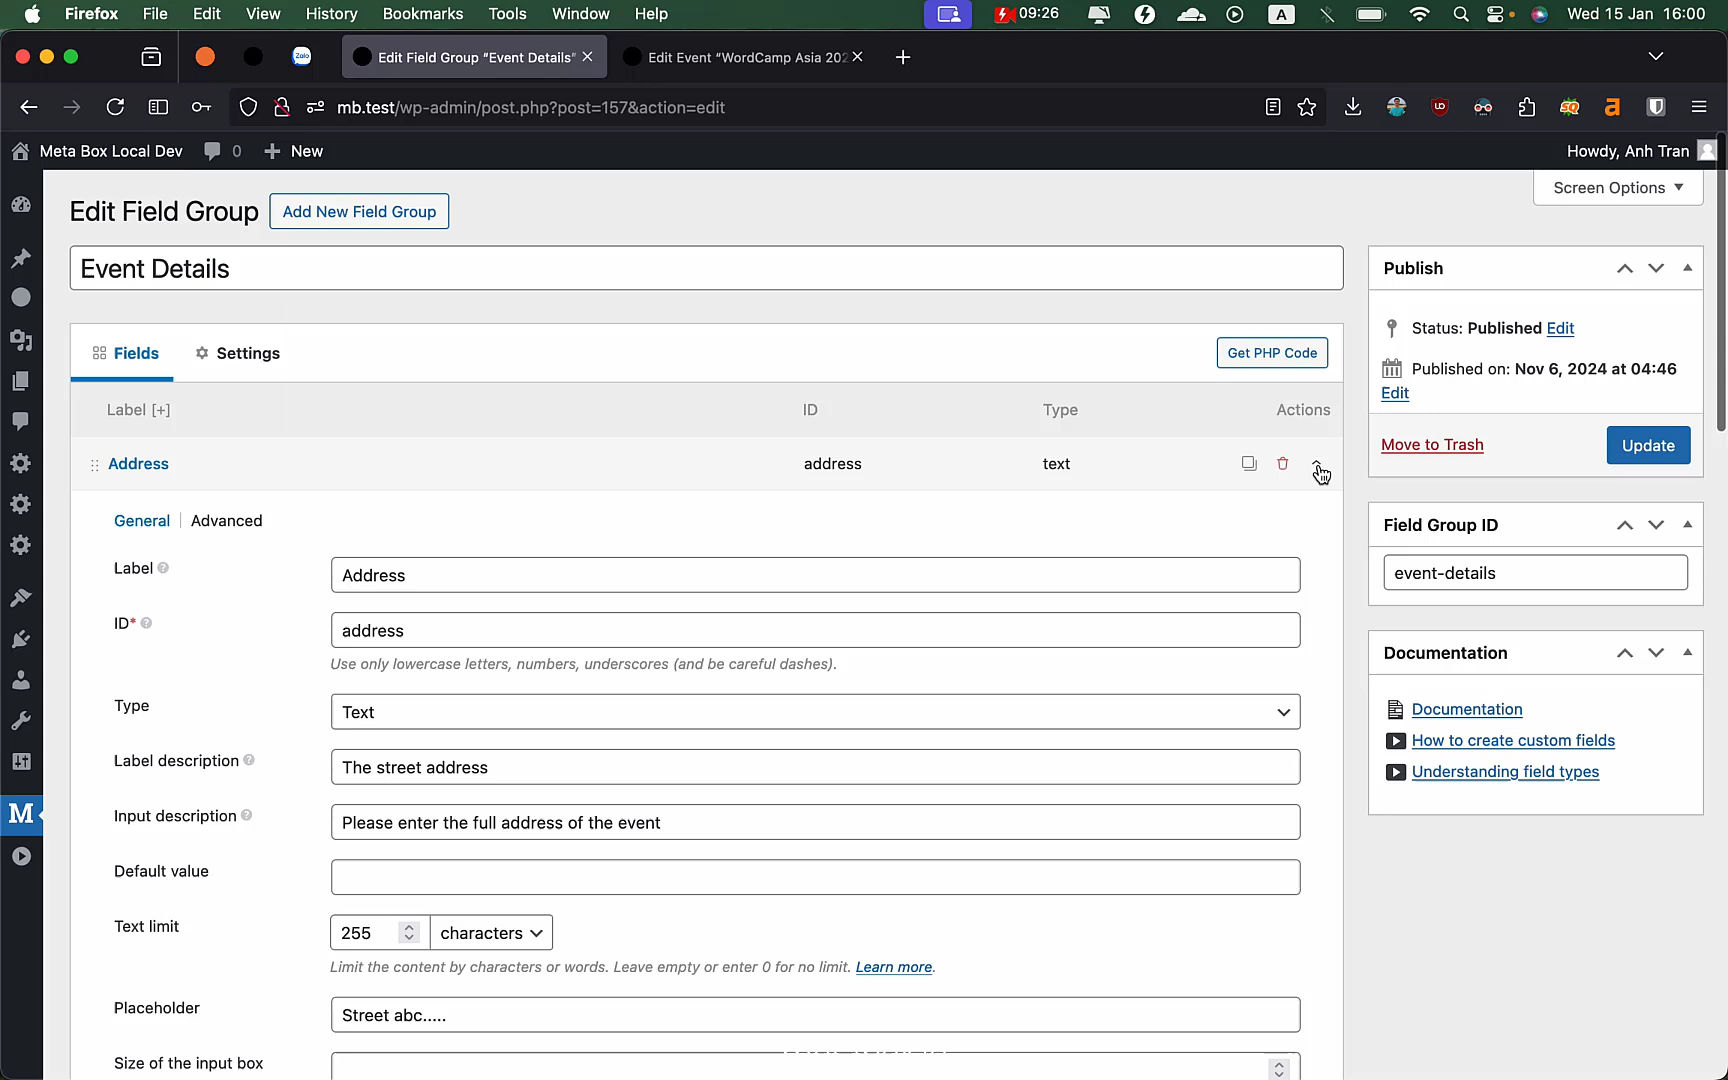 Firefox File Edit View History Bookmarks Tools Window Help 09:26 A Wed 15 Jan 16:00
Zalo Edit Field Group “Event Details” Edit Event “WordCamp Asia 202
mb.test/wp-admin/post.php?post=157&action=edit
Meta Box Local Dev 0 New Howdy, Anh Tran
Screen Options
Edit Field Group Add New Field Group
Event Details
Fields Settings Get PHP Code
Label [+] ID Type Actions
Address address text
General Advanced
Label
Address
ID*
address
Use only lowercase letters, numbers, underscores (and be careful dashes).
Type
Text
Label description
The street address
Input description
Please enter the full address of the event
Default value
Text limit
255 characters
Limit the content by characters or words. Leave empty or enter 0 for no limit. Learn more.
Placeholder
Street abc.....
Size of the input box
Publish
Status: Published Edit
Published on: Nov 6, 2024 at 04:46
Edit
Move to Trash Update
Field Group ID
event-details
Documentation
Documentation
How to create custom fields
Understanding field types
M